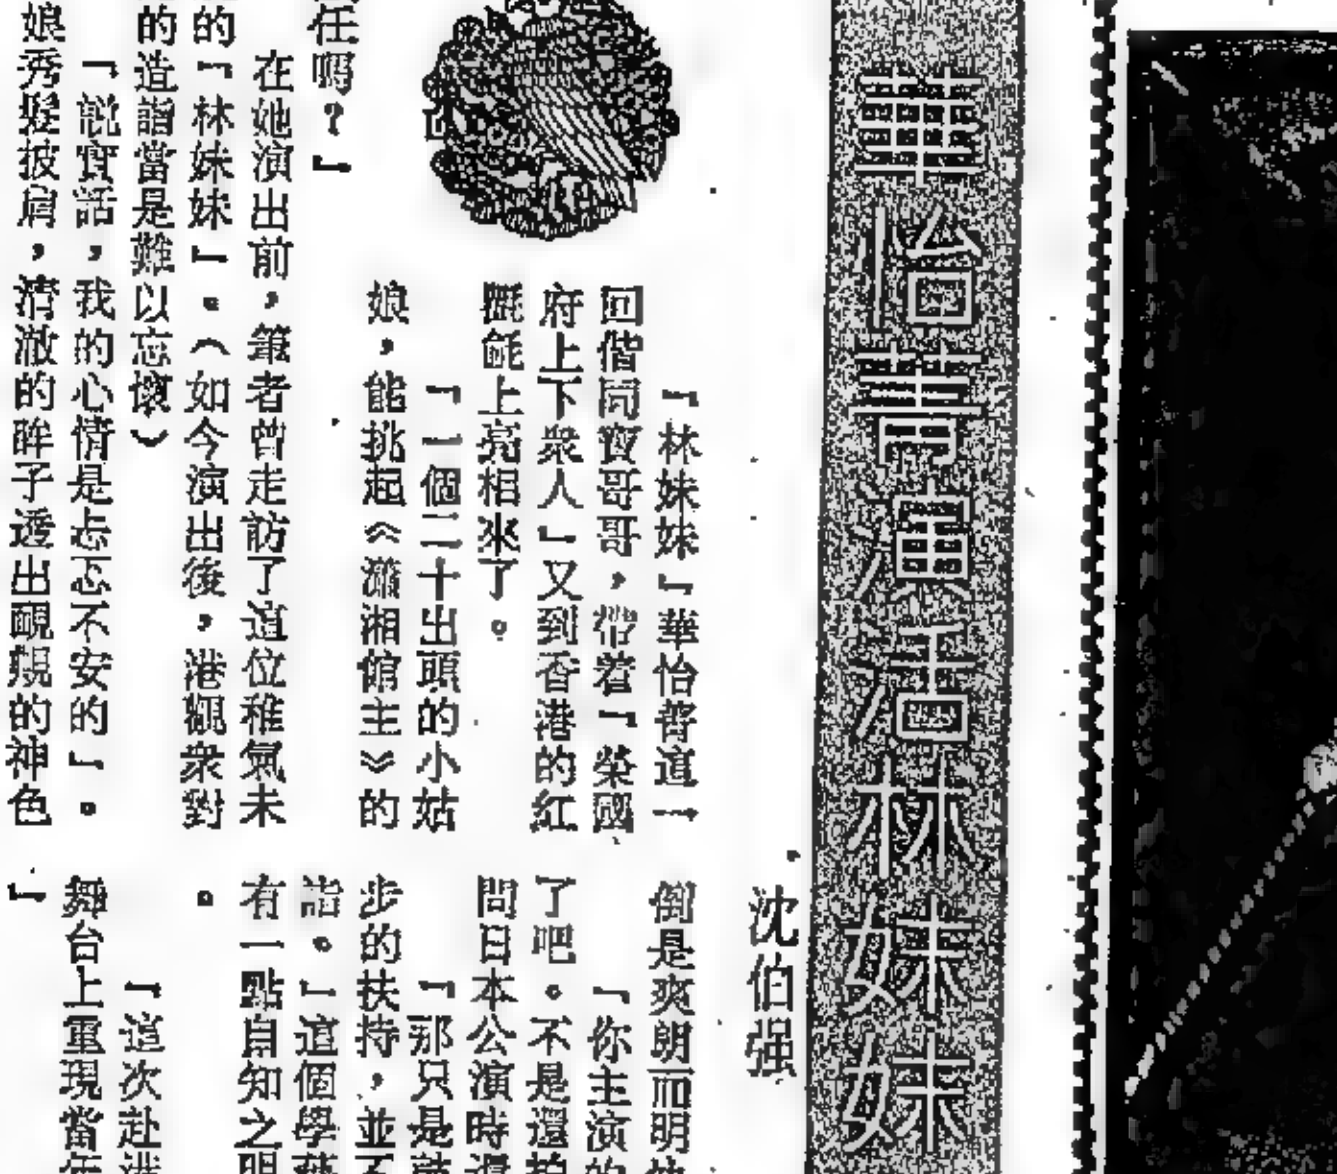 華怡菁演活林妹妹
沈伯强
『林妹妹』華怡菁這一
回偕同寶哥哥，帶着『榮國
府上下衆人』又到香港的紅
氍毹上亮相來了。
『一個二十出頭的小姑
娘，能挑起《瀟湘館主》的
任嗎？』
在她演出前，筆者曾走訪了這位稚氣未
的『林妹妹』。（如今演出後，港觀衆對
的造詣當是難以忘懷）
「說實話，我的心情是忐忑不安的」。
娘秀髮披肩，清澈的眸子透出靦覥的神色
倒是爽朗而明
「你主演的
了吧。不是還拍
問日本公演時還
『那只是藝
步的扶持，並不
詣。』這個學藝
有一點自知之明
。
『這次赴港
舞台上重現當年
』